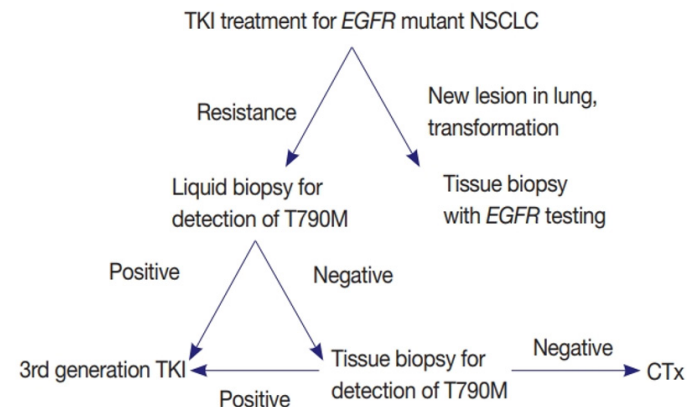 TKI treatment for EGFR mutant NSCLC
Resistance
New lesion in lung,
transformation
Liquid biopsy for
detection of T790M
Tissue biopsy
with EGFR testing
Positive
Negative
3rd generation TKI
Positive
Tissue biopsy for
detection of T790M
Negative
CTx